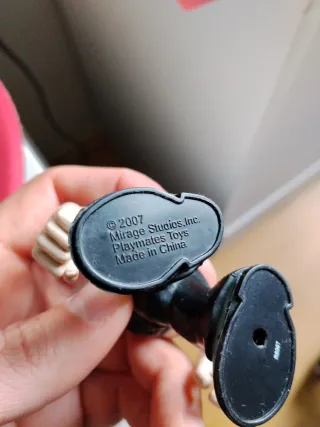 © 2007
Mirage Studios,Inc.
Playmates Toys
Made in China